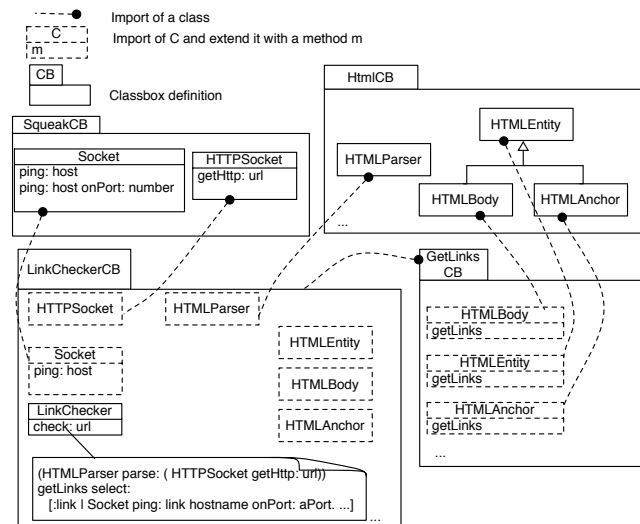 Import of a class
C
m
Import of C and extend it with a method m
CB
Classbox definition
SqueakCB
Socket
ping: host
ping: host onPort: number
HTTPSocket
getHttp: url
HtmlCB
HTMLEntity
HTMLParser
HTMLBody
HTMLAnchor
...
LinkCheckerCB
HTTPSocket
HTMLParser
HTMLEntity
Socket
ping: host
HTMLBody
LinkChecker
check: url
HTMLAnchor
(HTMLParser parse: ( HTTPSocket getHttp: url))
getLinks select:
[:link | Socket ping: link hostname onPort: aPort. ...]
...
GetLinks
CB
HTMLBody
getLinks
HTMLEntity
getLinks
HTMLAnchor
getLinks
...